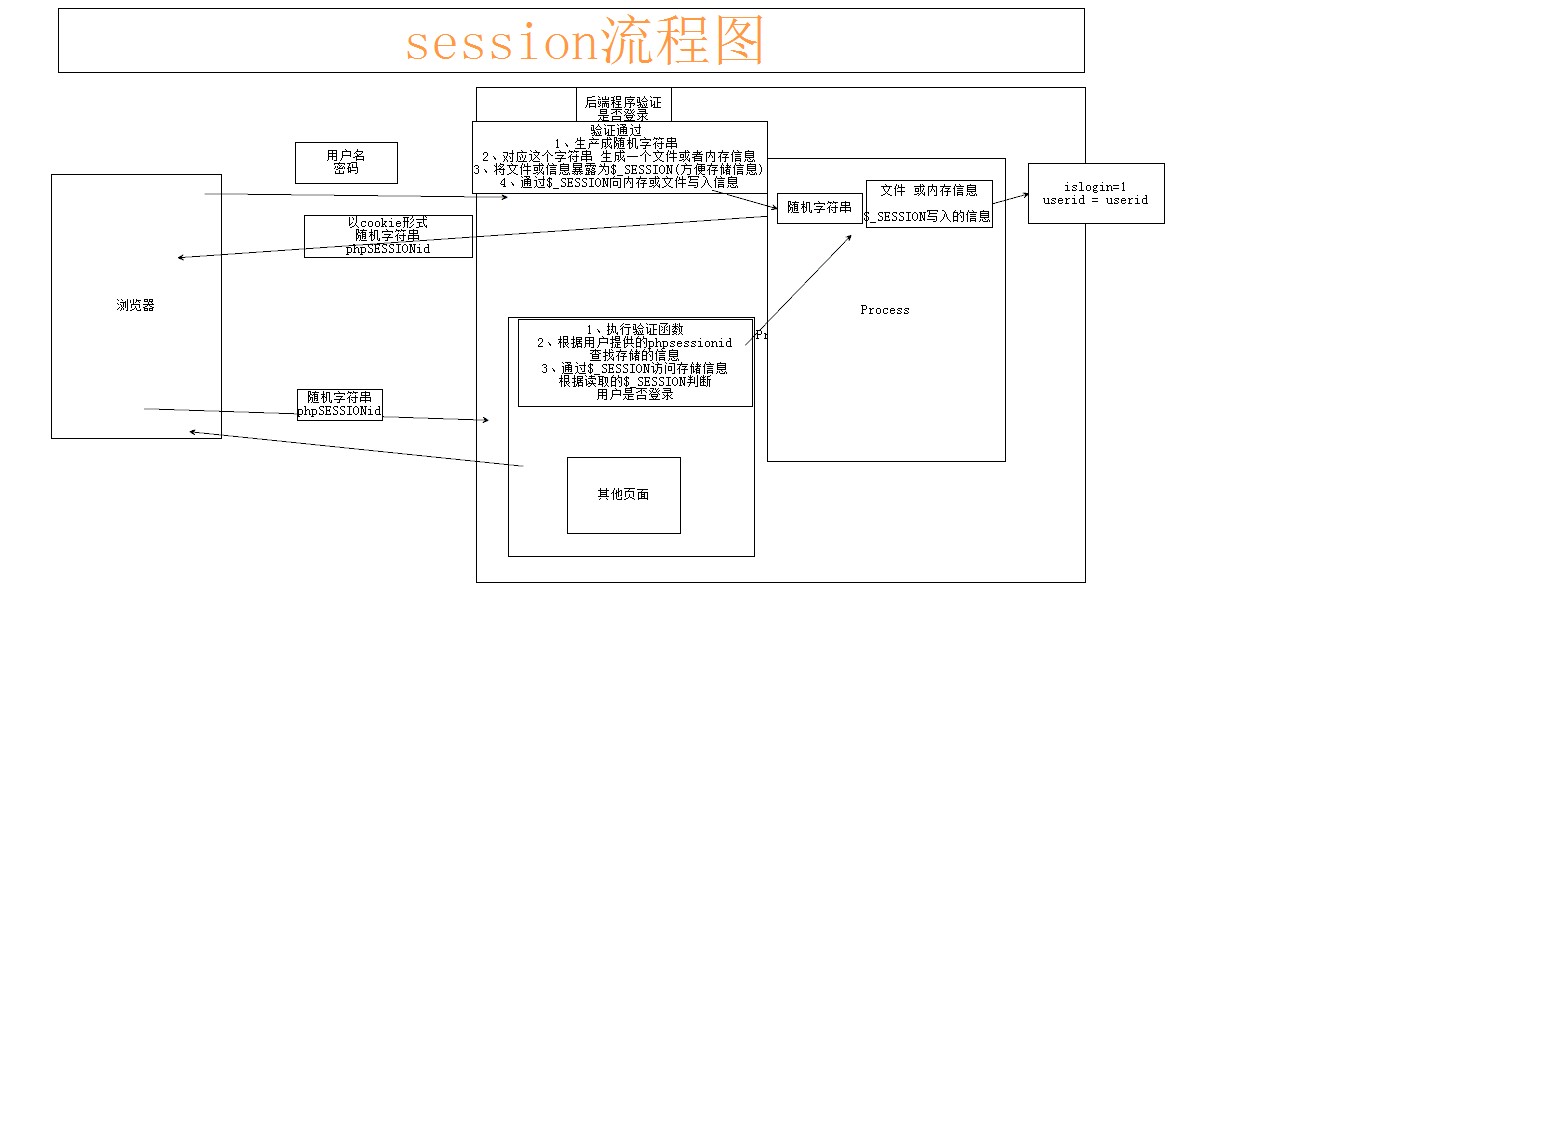 session流程图
后端程序验证
是否登录
验证通过
1、生产成随机字符串
2、对应这个字符串 生成一个文件或者内存信息
3、将文件或信息暴露为$_SESSION(方便存储信息)
4、通过$_SESSION向内存或文件写入信息
用户名
密码
以cookie形式
随机字符串
phpSESSIONid
浏览器
随机字符串
文件 或内存信息
$_SESSION写入的信息
islogin=1
userid = userid
Process
Pr
1、执行验证函数
2、根据用户提供的phpsessionid
查找存储的信息
3、通过$_SESSION访问存储信息
根据读取的$_SESSION判断
用户是否登录
随机字符串
phpSESSIONid
其他页面